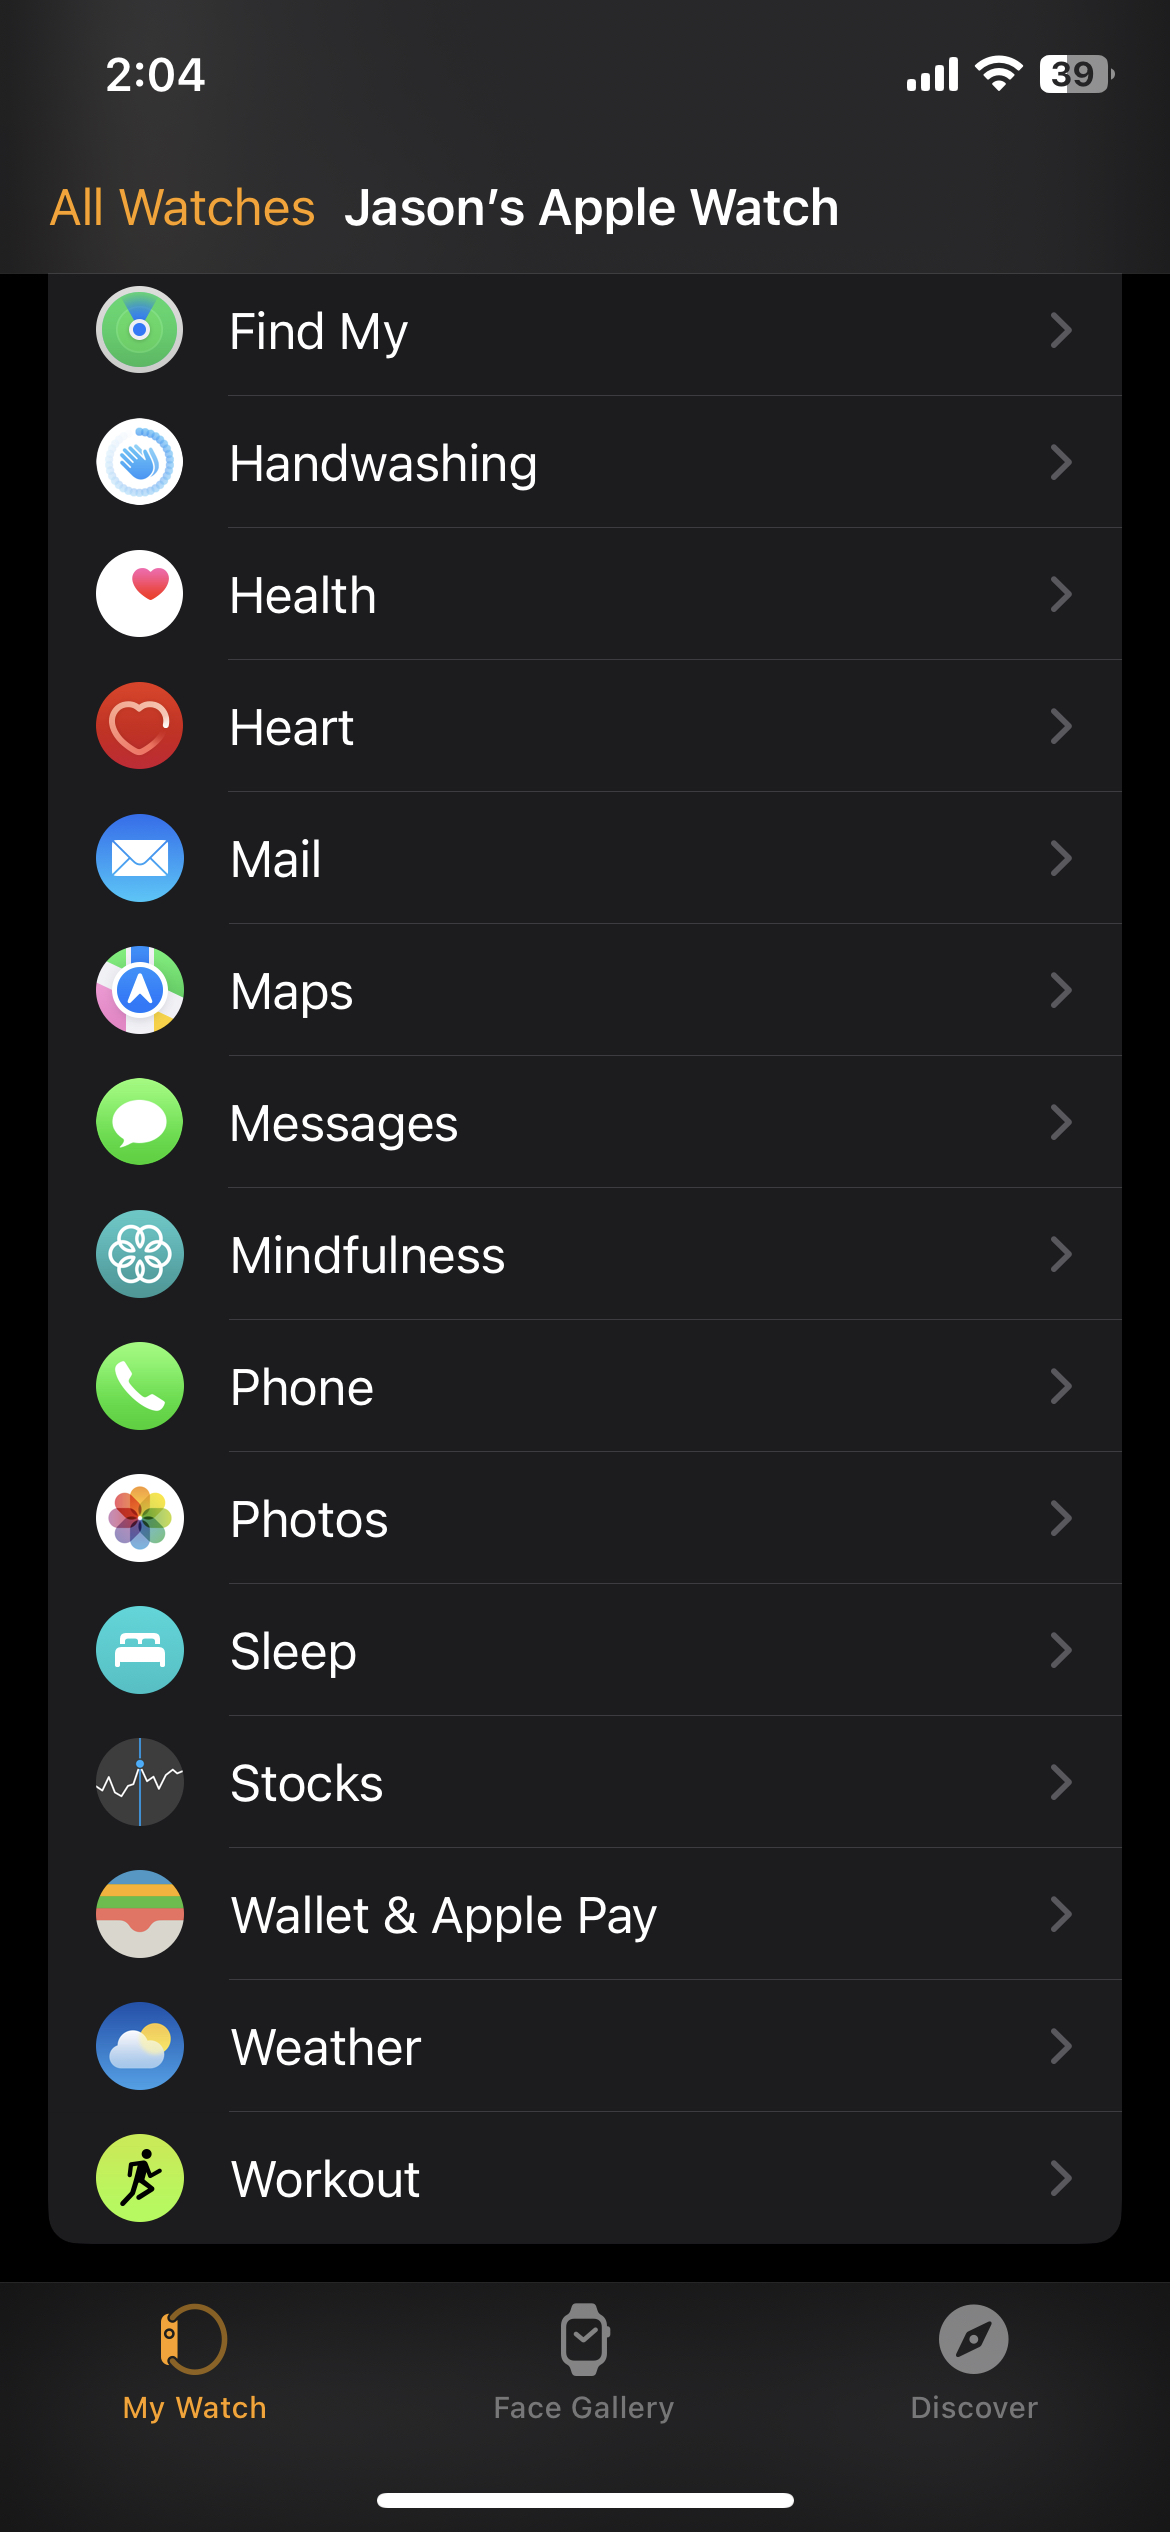 2:04
39
All Watches Jason’s Apple Watch
Find My
Handwashing
Health
Heart
Mail
Maps
Messages
Mindfulness
Phone
Photos
Sleep
Stocks
Wallet & Apple Pay
Weather
Workout
My Watch Face Gallery Discover